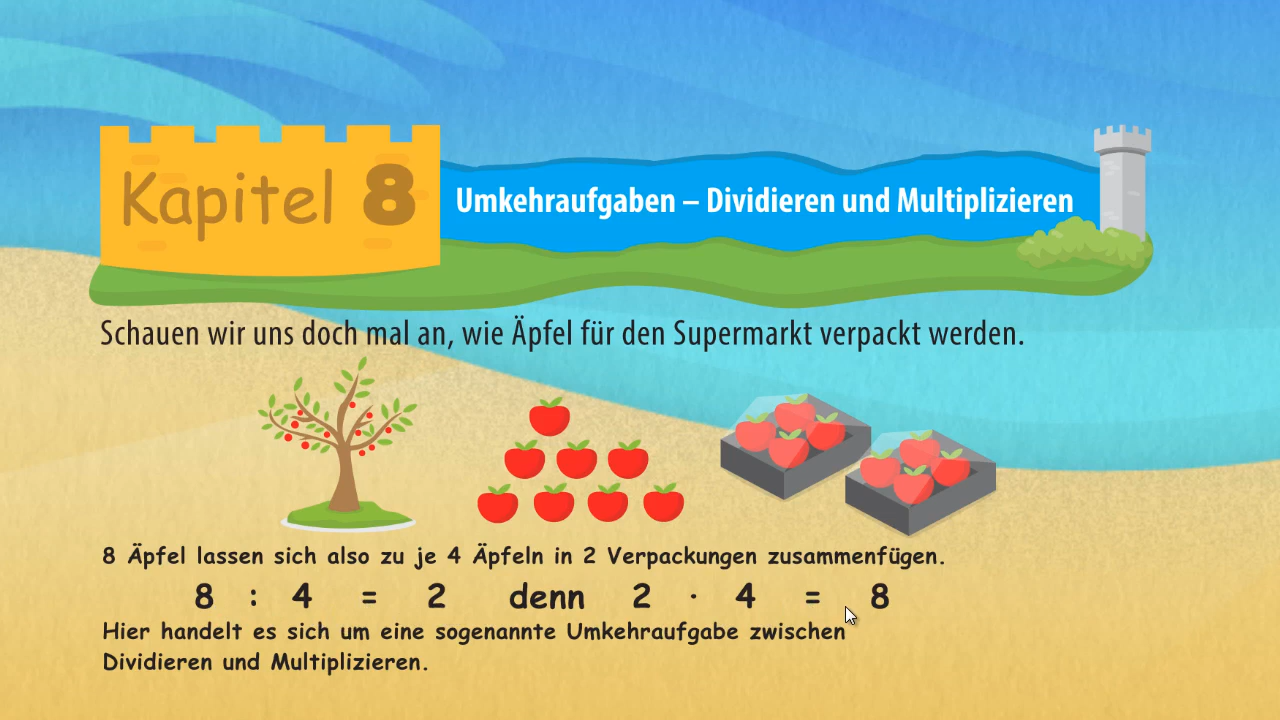 Kapitel 8
Umkehraufgaben – Dividieren und Multiplizieren
Schauen wir uns doch mal an, wie Äpfel für den Supermarkt verpackt werden.
8 Äpfel lassen sich also zu je 4 Äpfeln in 2 Verpackungen zusammenfügen.
8 : 4 = 2 denn 2 · 4 = 8
Hier handelt es sich um eine sogenannte Umkehraufgabe zwischen
Dividieren und Multiplizieren.